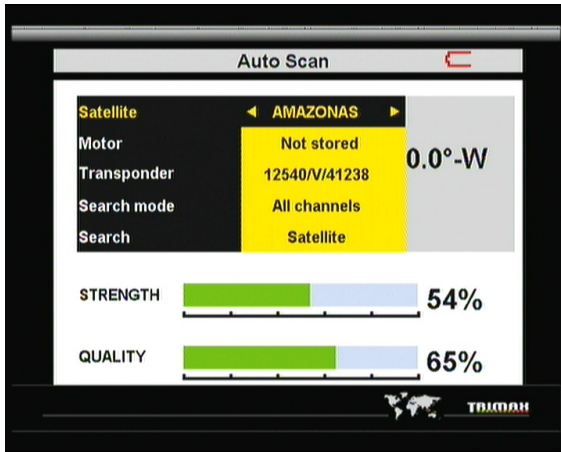 Auto Scan
Satellite ◄ AMAZONAS ►
Motor Not stored
0.0°-W
Transponder 12540/V/41238
Search mode All channels
Search Satellite
STRENGTH 54%
QUALITY 65%
TRIMAX